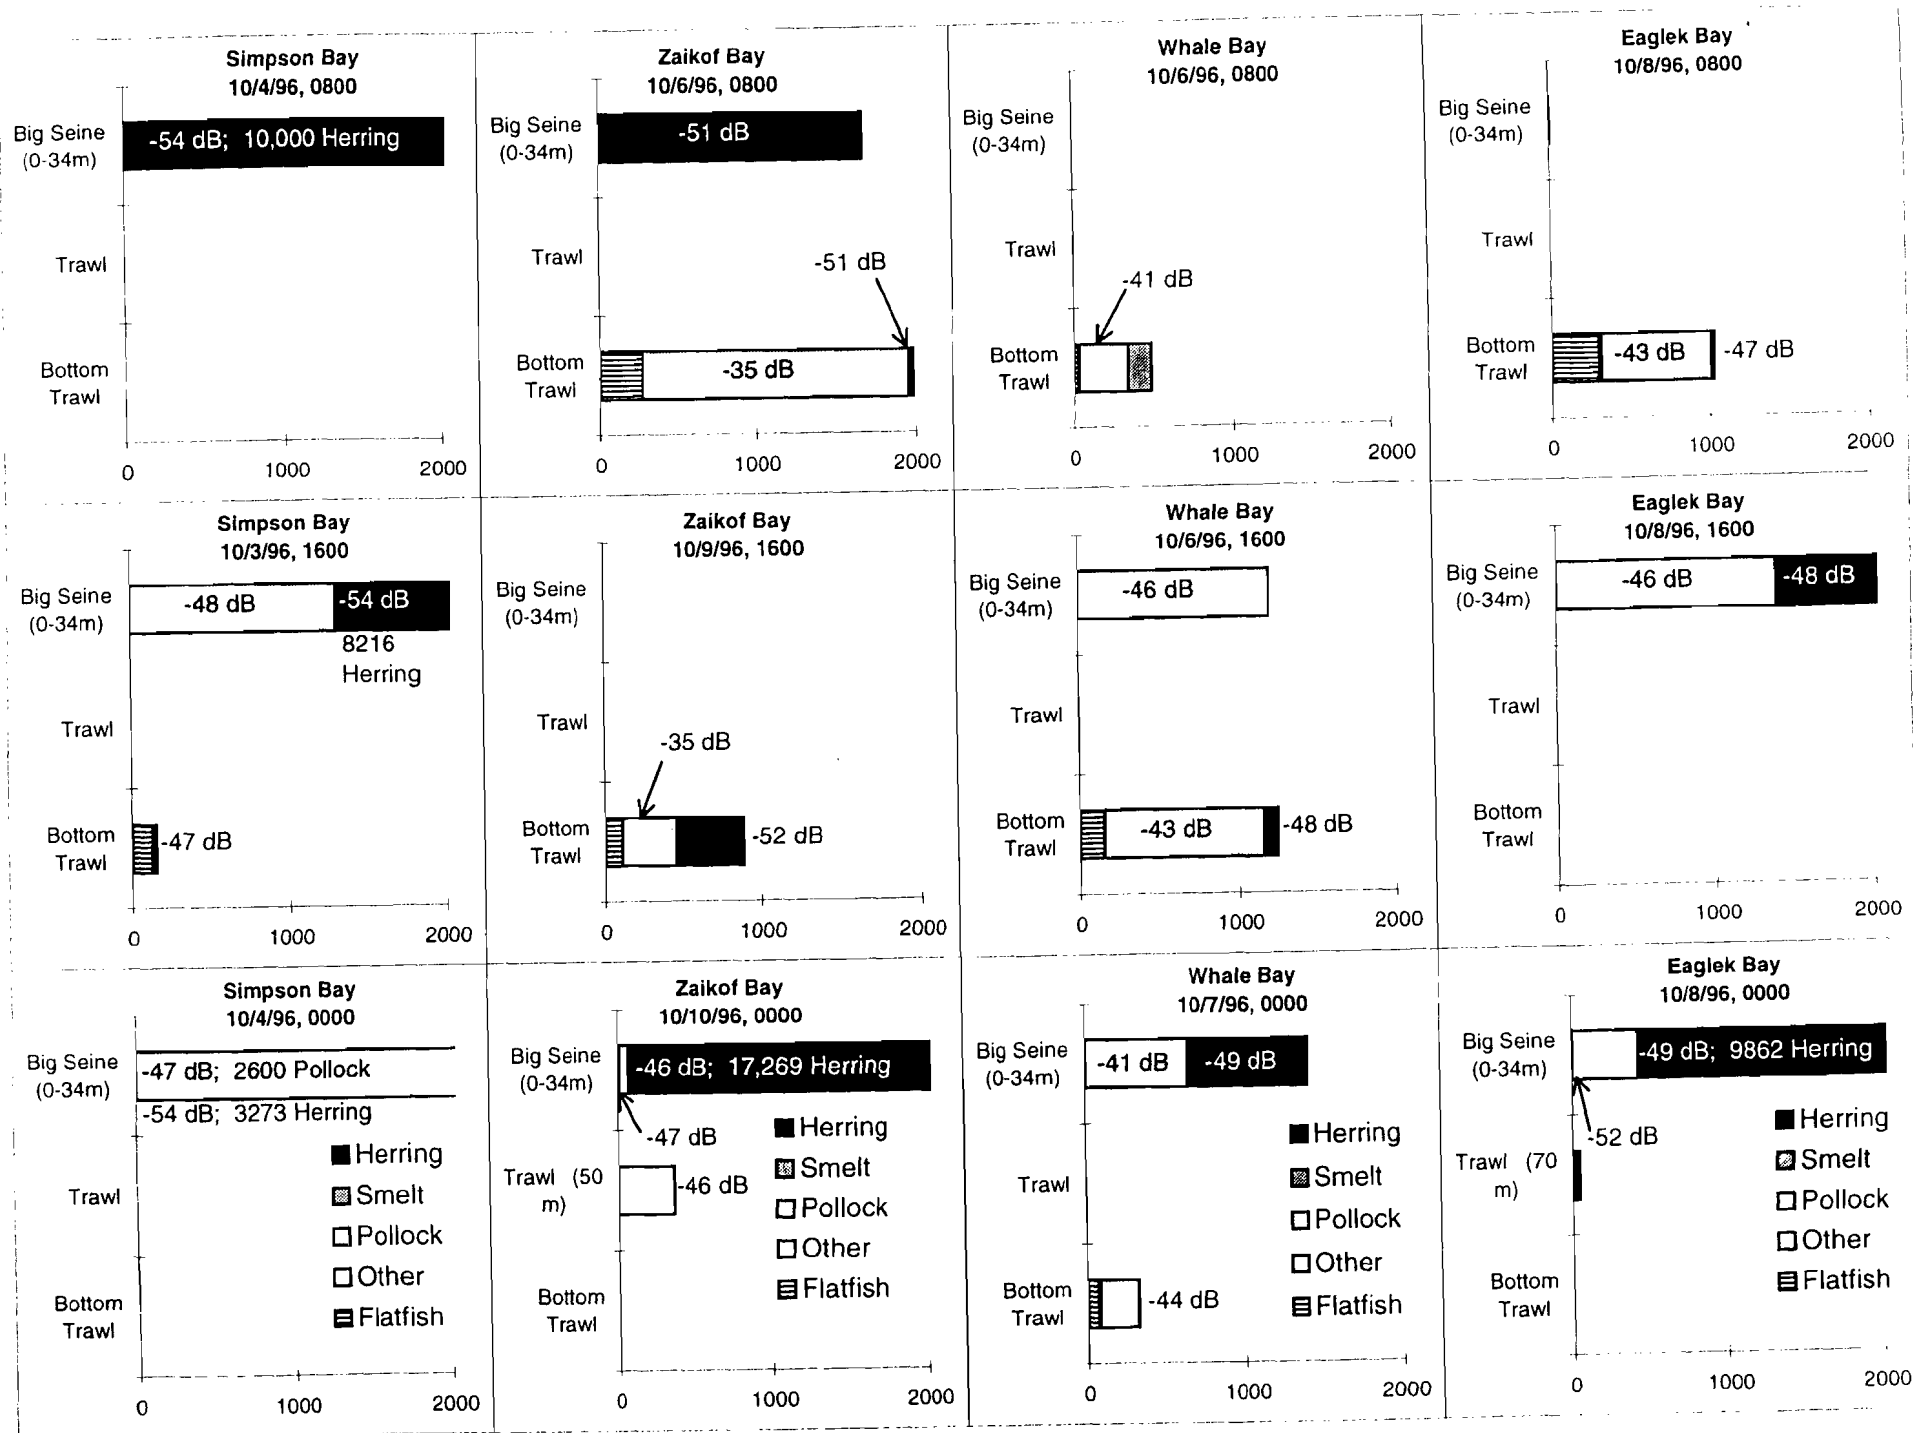 Simpson Bay
10/4/96, 0800
Big Seine
(0-34m)
-54 dB; 10,000 Herring
Trawl
Bottom
Trawl
0 1000 2000
Zaikof Bay
10/6/96, 0800
Big Seine
(0-34m)
-51 dB
Trawl
-51 dB
Bottom
Trawl
-35 dB
0 1000 2000
Whale Bay
10/6/96, 0800
Big Seine
(0-34m)
Trawl
-41 dB
Bottom
Trawl
0 1000 2000
Eaglek Bay
10/8/96, 0800
Big Seine
(0-34m)
Trawl
Bottom
Trawl
-43 dB
-47 dB
0 1000 2000
Simpson Bay
10/3/96, 1600
Big Seine
(0-34m)
-48 dB
-54 dB
8216
Herring
Trawl
Bottom
Trawl
-47 dB
0 1000 2000
Zaikof Bay
10/9/96, 1600
Big Seine
(0-34m)
Trawl
-35 dB
Bottom
Trawl
-52 dB
0 1000 2000
Whale Bay
10/6/96, 1600
Big Seine
(0-34m)
-46 dB
Trawl
Bottom
Trawl
-43 dB
-48 dB
0 1000 2000
Eaglek Bay
10/8/96, 1600
Big Seine
(0-34m)
-46 dB
-48 dB
Trawl
Bottom
Trawl
0 1000 2000
Simpson Bay
10/4/96, 0000
Big Seine
(0-34m)
-47 dB; 2600 Pollock
-54 dB; 3273 Herring
Herring
Smelt
Pollock
Other
Flatfish
Trawl
Bottom
Trawl
0 1000 2000
Zaikof Bay
10/10/96, 0000
Big Seine
(0-34m)
-46 dB; 17,269 Herring
-47 dB
Trawl (50
m)
-46 dB
Herring
Smelt
Pollock
Other
Flatfish
Bottom
Trawl
0 1000 2000
Whale Bay
10/7/96, 0000
Big Seine
(0-34m)
-41 dB
-49 dB
Herring
Smelt
Pollock
Other
Flatfish
Trawl
Bottom
Trawl
-44 dB
0 1000 2000
Eaglek Bay
10/8/96, 0000
Big Seine
(0-34m)
-49 dB; 9862 Herring
-52 dB
Trawl (70
m)
Herring
Smelt
Pollock
Other
Flatfish
Bottom
Trawl
0 1000 2000